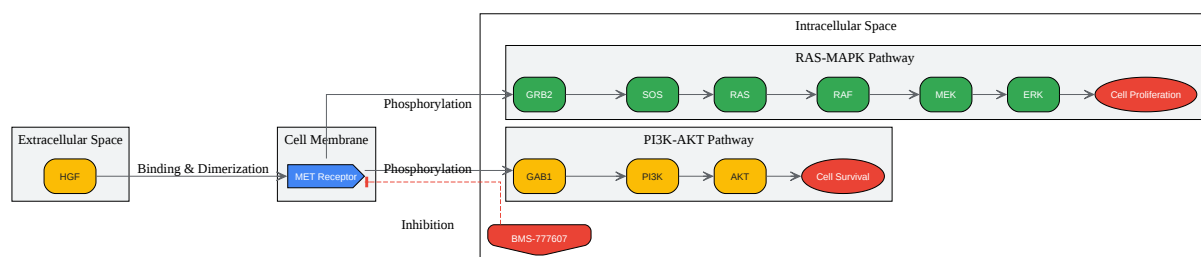 Intracellular Space
RAS-MAPK Pathway
GRB2
SOS
RAS
RAF
MEK
ERK
Cell Proliferation
Phosphorylation
Extracellular Space
HGF
Binding & Dimerization
Cell Membrane
MET Receptor
Phosphorylation
PI3K-AKT Pathway
GAB1
PI3K
AKT
Cell Survival
Inhibition
BMS-777607